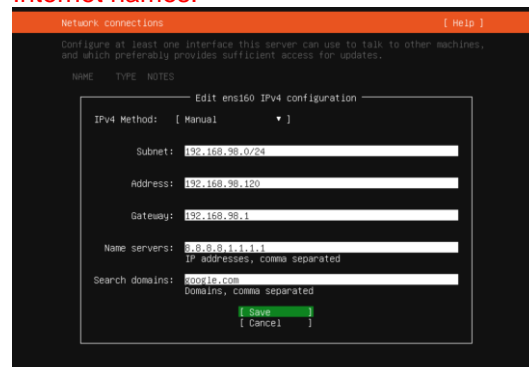 internet names.
Network connections [ Help ]
Configure at least one interface this server can use to talk to other machines,
and which preferably provides sufficient access for updates.
NAME TYPE NOTES
Edit ens160 IPv4 configuration
IPv4 Method: [ Manual ▾ ]
Subnet: 192.168.98.0/24
Address: 192.168.98.120
Gateway: 192.168.98.1
Name servers: 8.8.8.8,1.1.1.1
IP addresses, comma separated
Search domains: google.com
Domains, comma separated
[ Save ]
[ Cancel ]